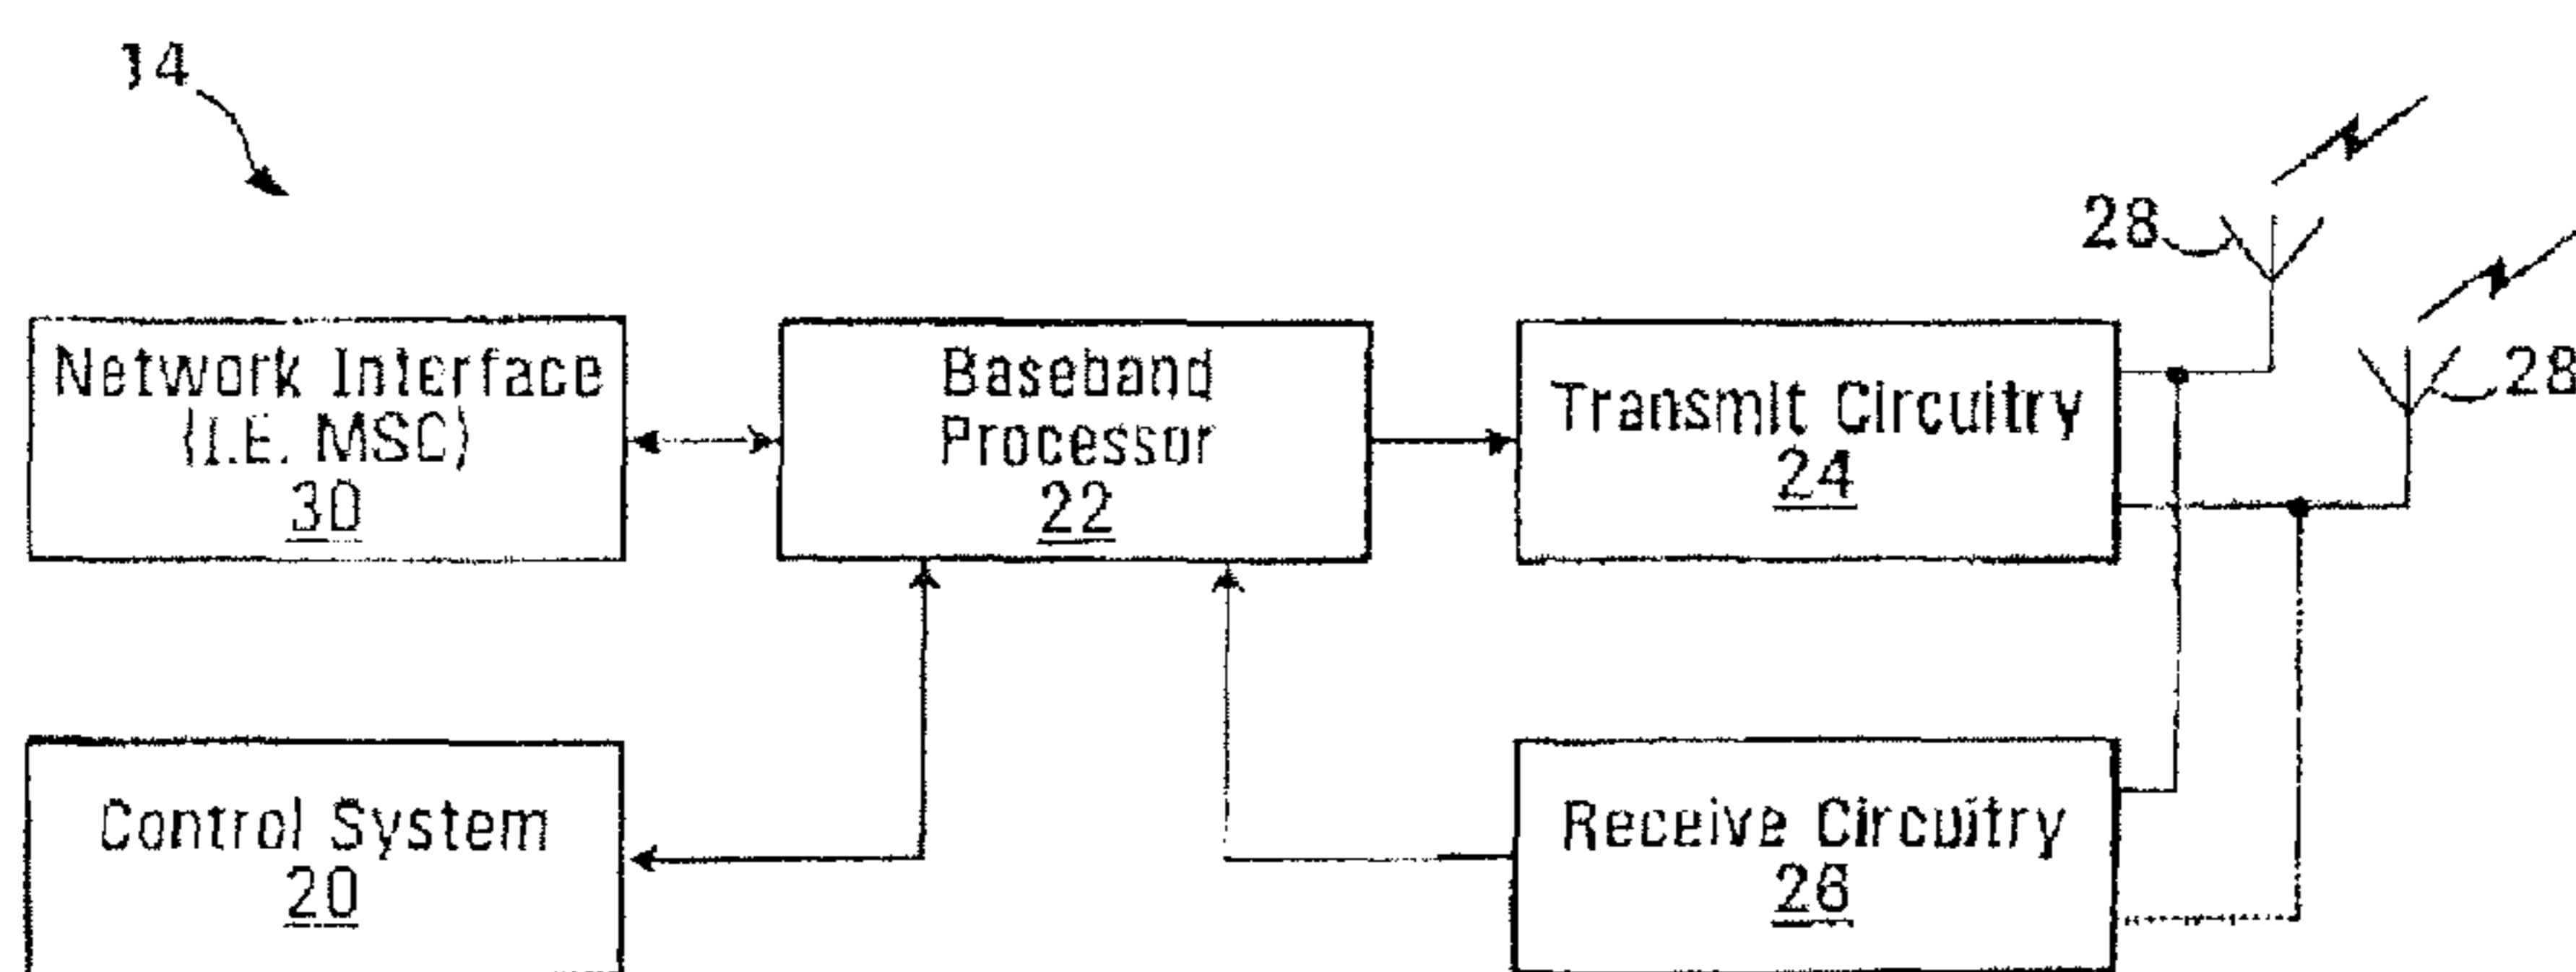 14
28
28
Network Interface
(I.E. MSC)
30
Baseband
Processor
22
Transmit Circuitry
24
Control System
20
Receive Circuitry
26